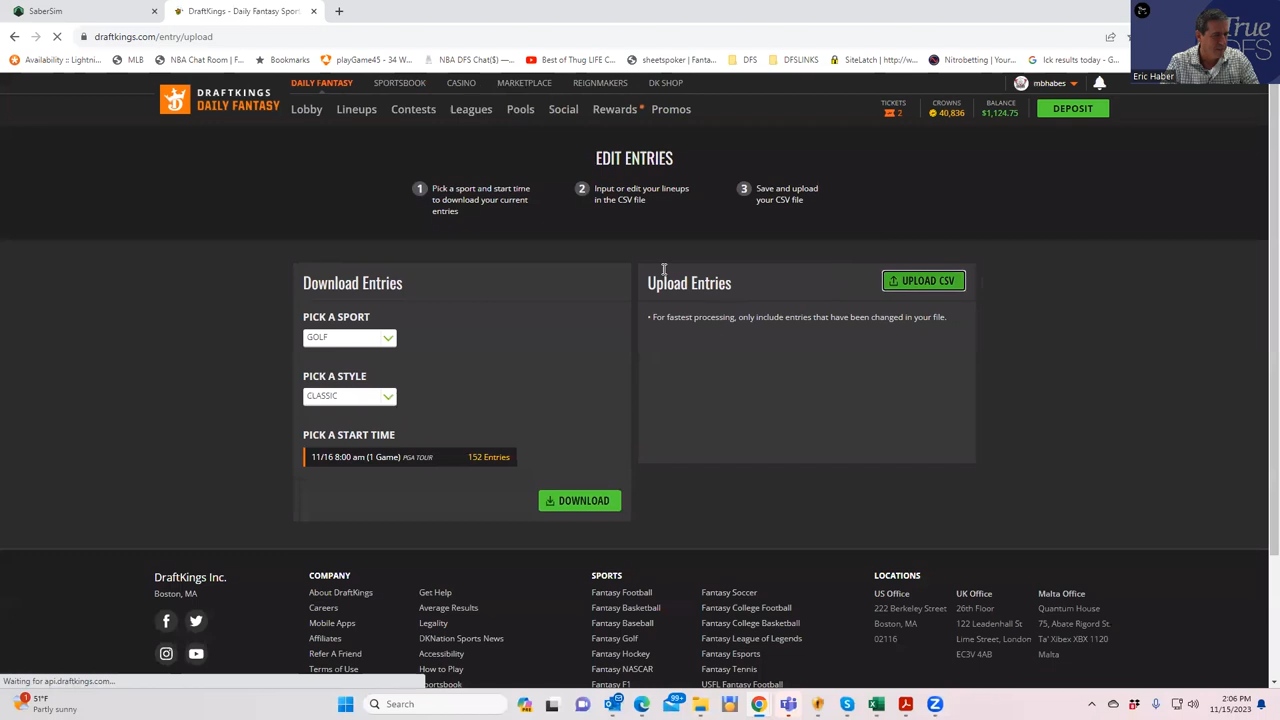 SaberSim
DraftKings - Daily Fantasy Sport
draftkings.com/entry/upload
Availability :: Lightni...
MLB
NBA Chat Room | F...
Bookmarks
playGame45 - 34 W...
NBA DFS Chat($) —...
Best of Thug LIFE C...
sheetspoker | Fanta...
DFS
DFSLINKS
SiteLatch | http://w...
Nitrobetting | Your...
Ick results today - G...
True
DFS
Eric Haber
DAILY FANTASY
SPORTSBOOK
CASINO
MARKETPLACE
REIGNMAKERS
DK SHOP
mbhabes
DRAFTKINGS
DAILY FANTASY
Lobby
Lineups
Contests
Leagues
Pools
Social
Rewards
Promos
TICKETS
2
CROWNS
40,836
BALANCE
$1,124.75
DEPOSIT
EDIT ENTRIES
1 Pick a sport and start time
to download your current
entries
2 Input or edit your lineups
in the CSV file
3 Save and upload
your CSV file
Download Entries
PICK A SPORT
GOLF
PICK A STYLE
CLASSIC
PICK A START TIME
11/16 8:00 am (1 Game) PGA TOUR 152 Entries
DOWNLOAD
Upload Entries
UPLOAD CSV
• For fastest processing, only include entries that have been changed in your file.
DraftKings Inc.
Boston, MA
COMPANY
About DraftKings
Careers
Mobile Apps
Affiliates
Refer A Friend
Terms of Use
Get Help
Average Results
Legality
DKNation Sports News
Accessibility
How to Play
Sportsbook
SPORTS
Fantasy Football
Fantasy Basketball
Fantasy Baseball
Fantasy Golf
Fantasy Hockey
Fantasy NASCAR
Fantasy F1
Fantasy Soccer
Fantasy College Football
Fantasy College Basketball
Fantasy League of Legends
Fantasy Esports
Fantasy Tennis
USFL Fantasy Football
LOCATIONS
US Office
222 Berkeley Street
Boston, MA
02116
UK Office
26th Floor
122 Leadenhall St
Lime Street, London
EC3V 4AB
Malta Office
Quantum House
75, Abate Rigord St.
Ta' Xibex XBX 1120
Malta
Waiting for api.draftkings.com...
1
51°F
Partly sunny
Search
99+
2:06 PM
11/15/2023